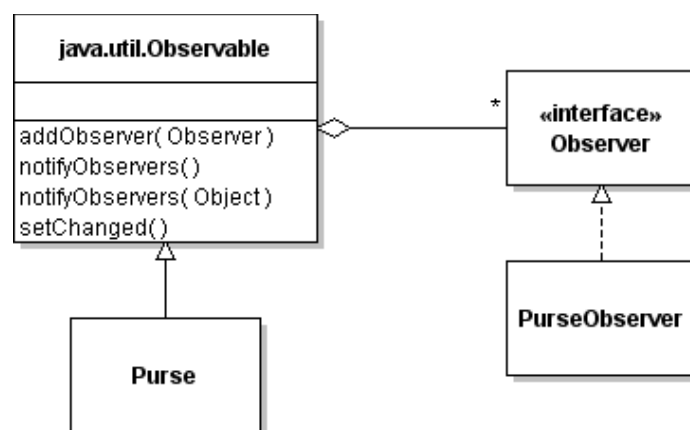 java.util.Observable
addObserver( Observer )
notifyObservers()
notifyObservers( Object )
setChanged()
*
«interface»
Observer
PurseObserver
Purse